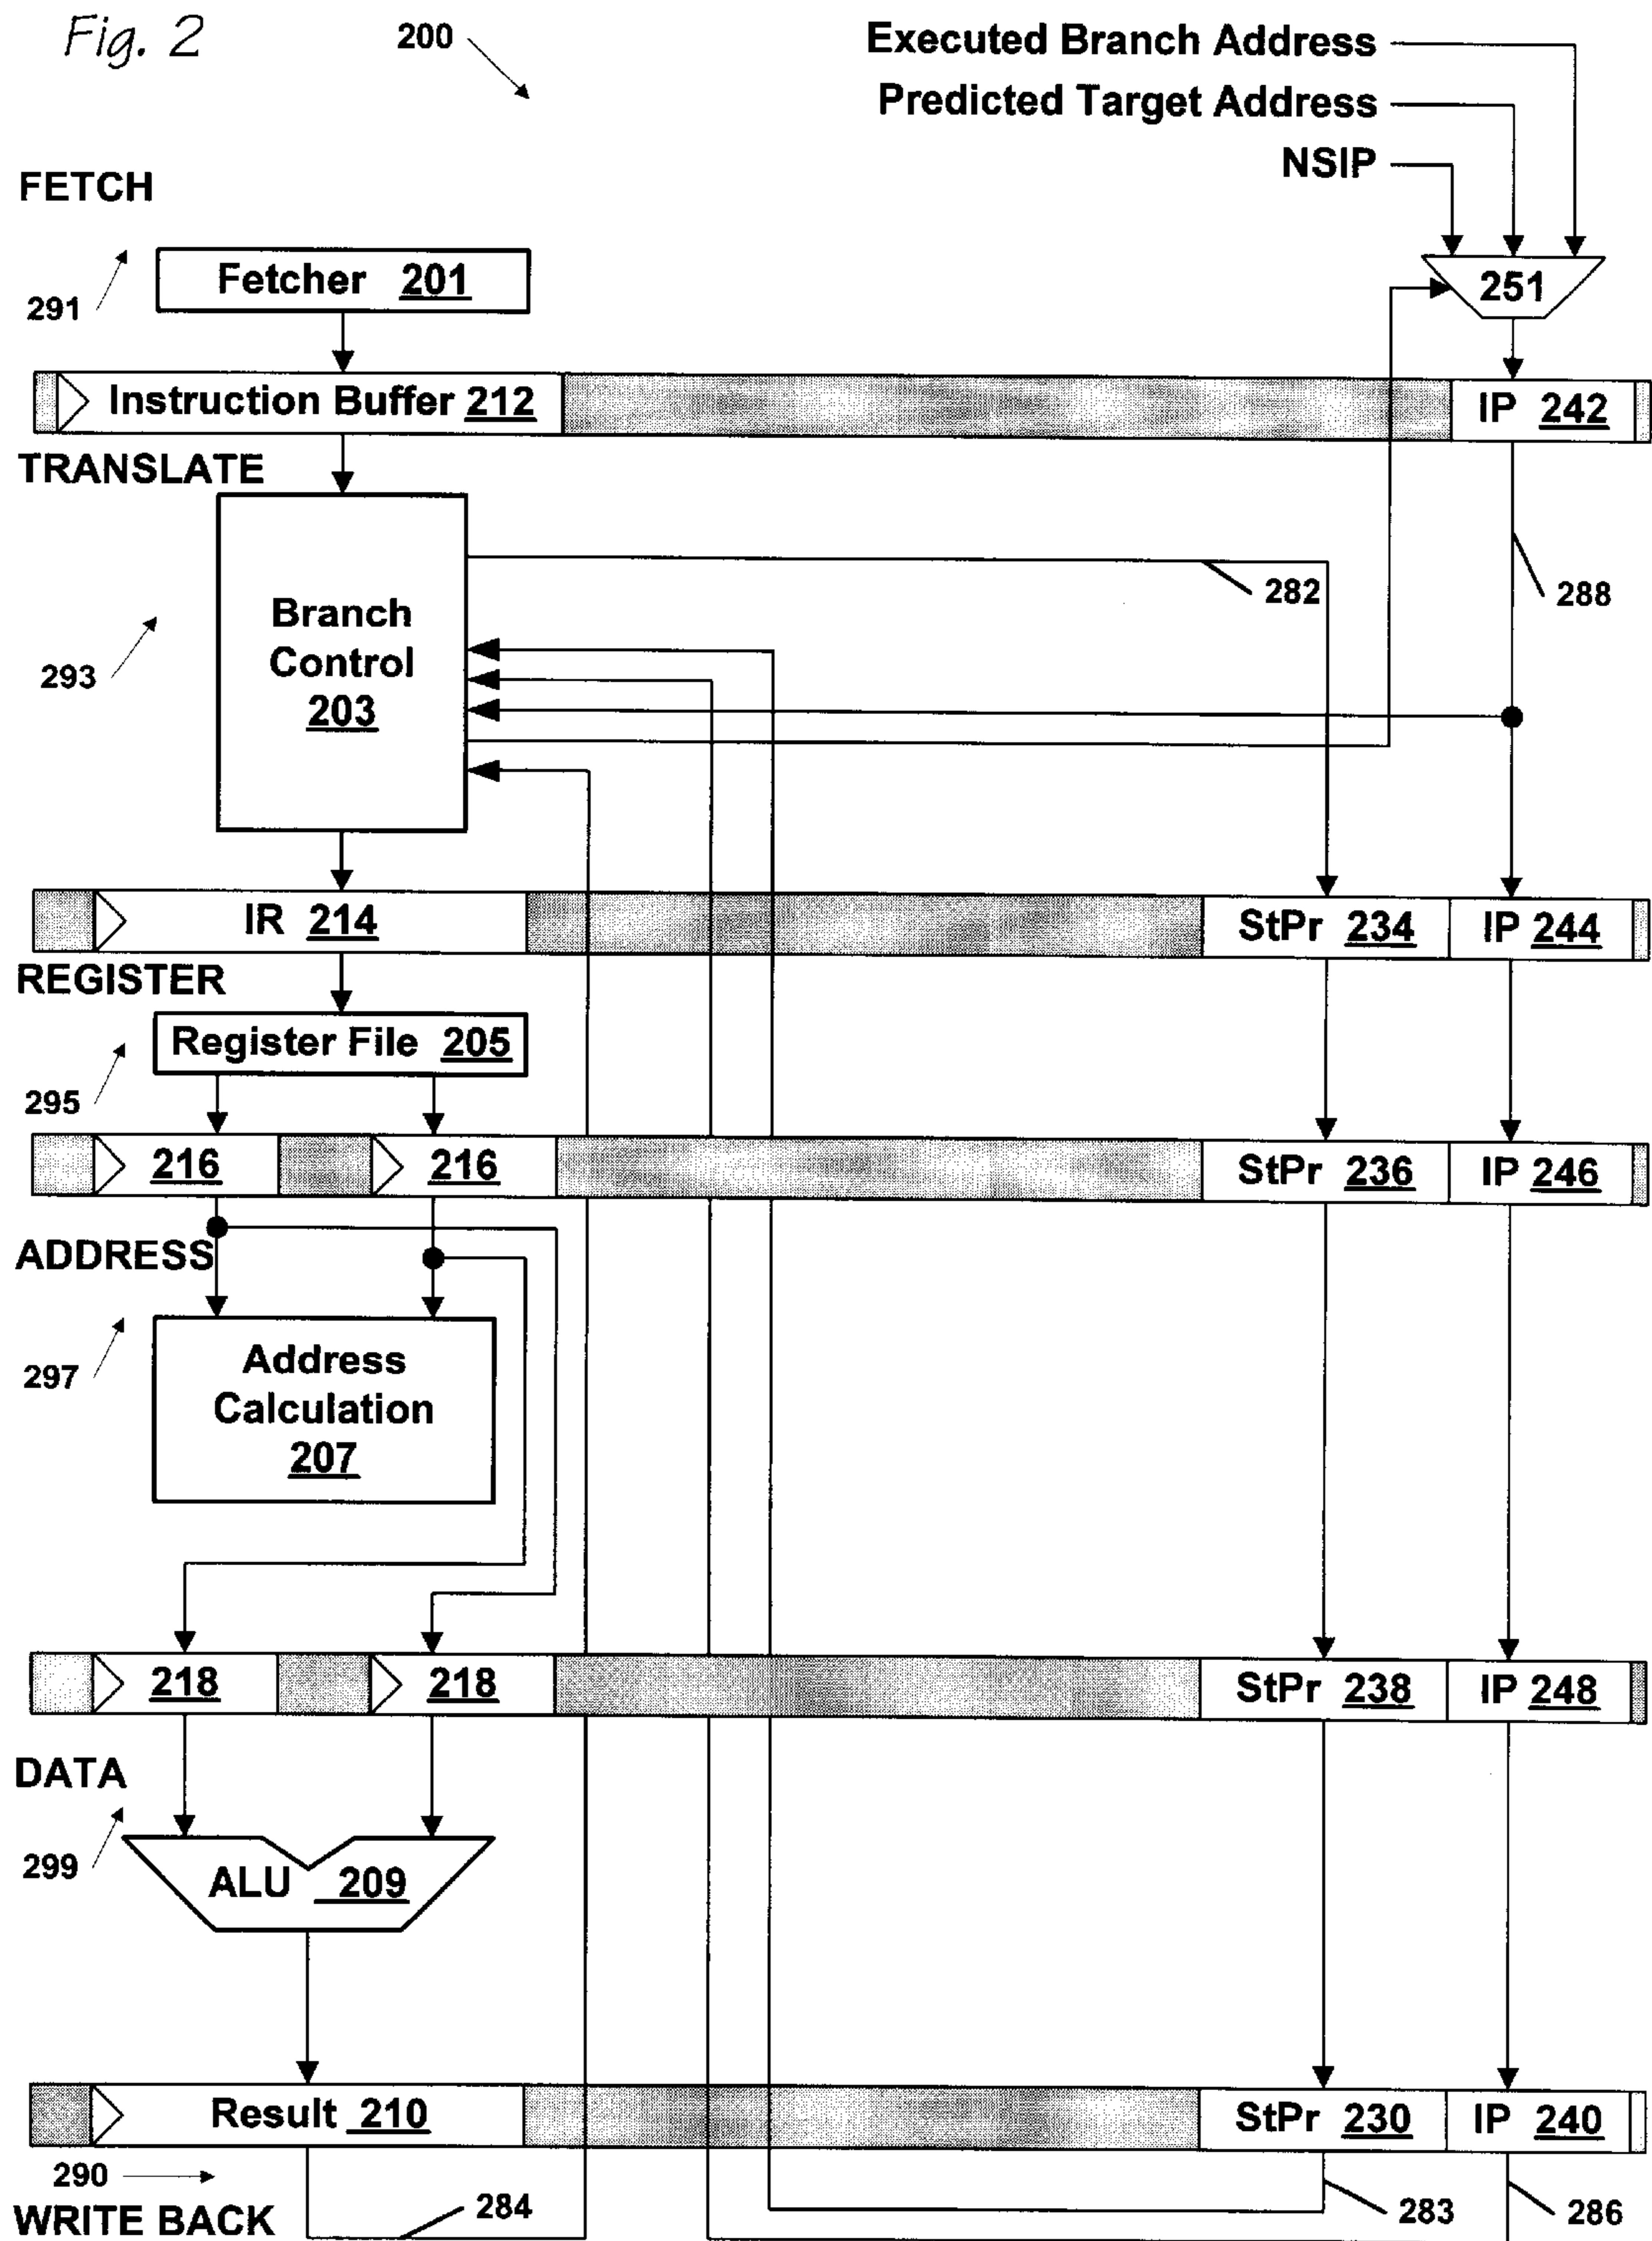 Fig. 2
200
Executed Branch Address
Predicted Target Address
NSIP
FETCH
291
Fetcher 201
251
Instruction Buffer 212
IP 242
TRANSLATE
293
Branch
Control
203
282
288
IR 214
StPr 234
IP 244
REGISTER
Register File 205
295
216
216
StPr 236
IP 246
ADDRESS
297
Address
Calculation
207
218
218
StPr 238
IP 248
DATA
299
ALU 209
Result 210
StPr 230
IP 240
290
WRITE BACK
284
283
286